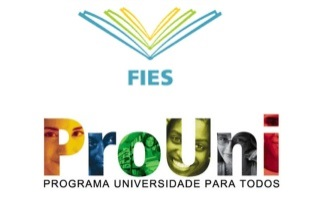 FIES
ProUni
PROGRAMA UNIVERSIDADE PARA TODOS